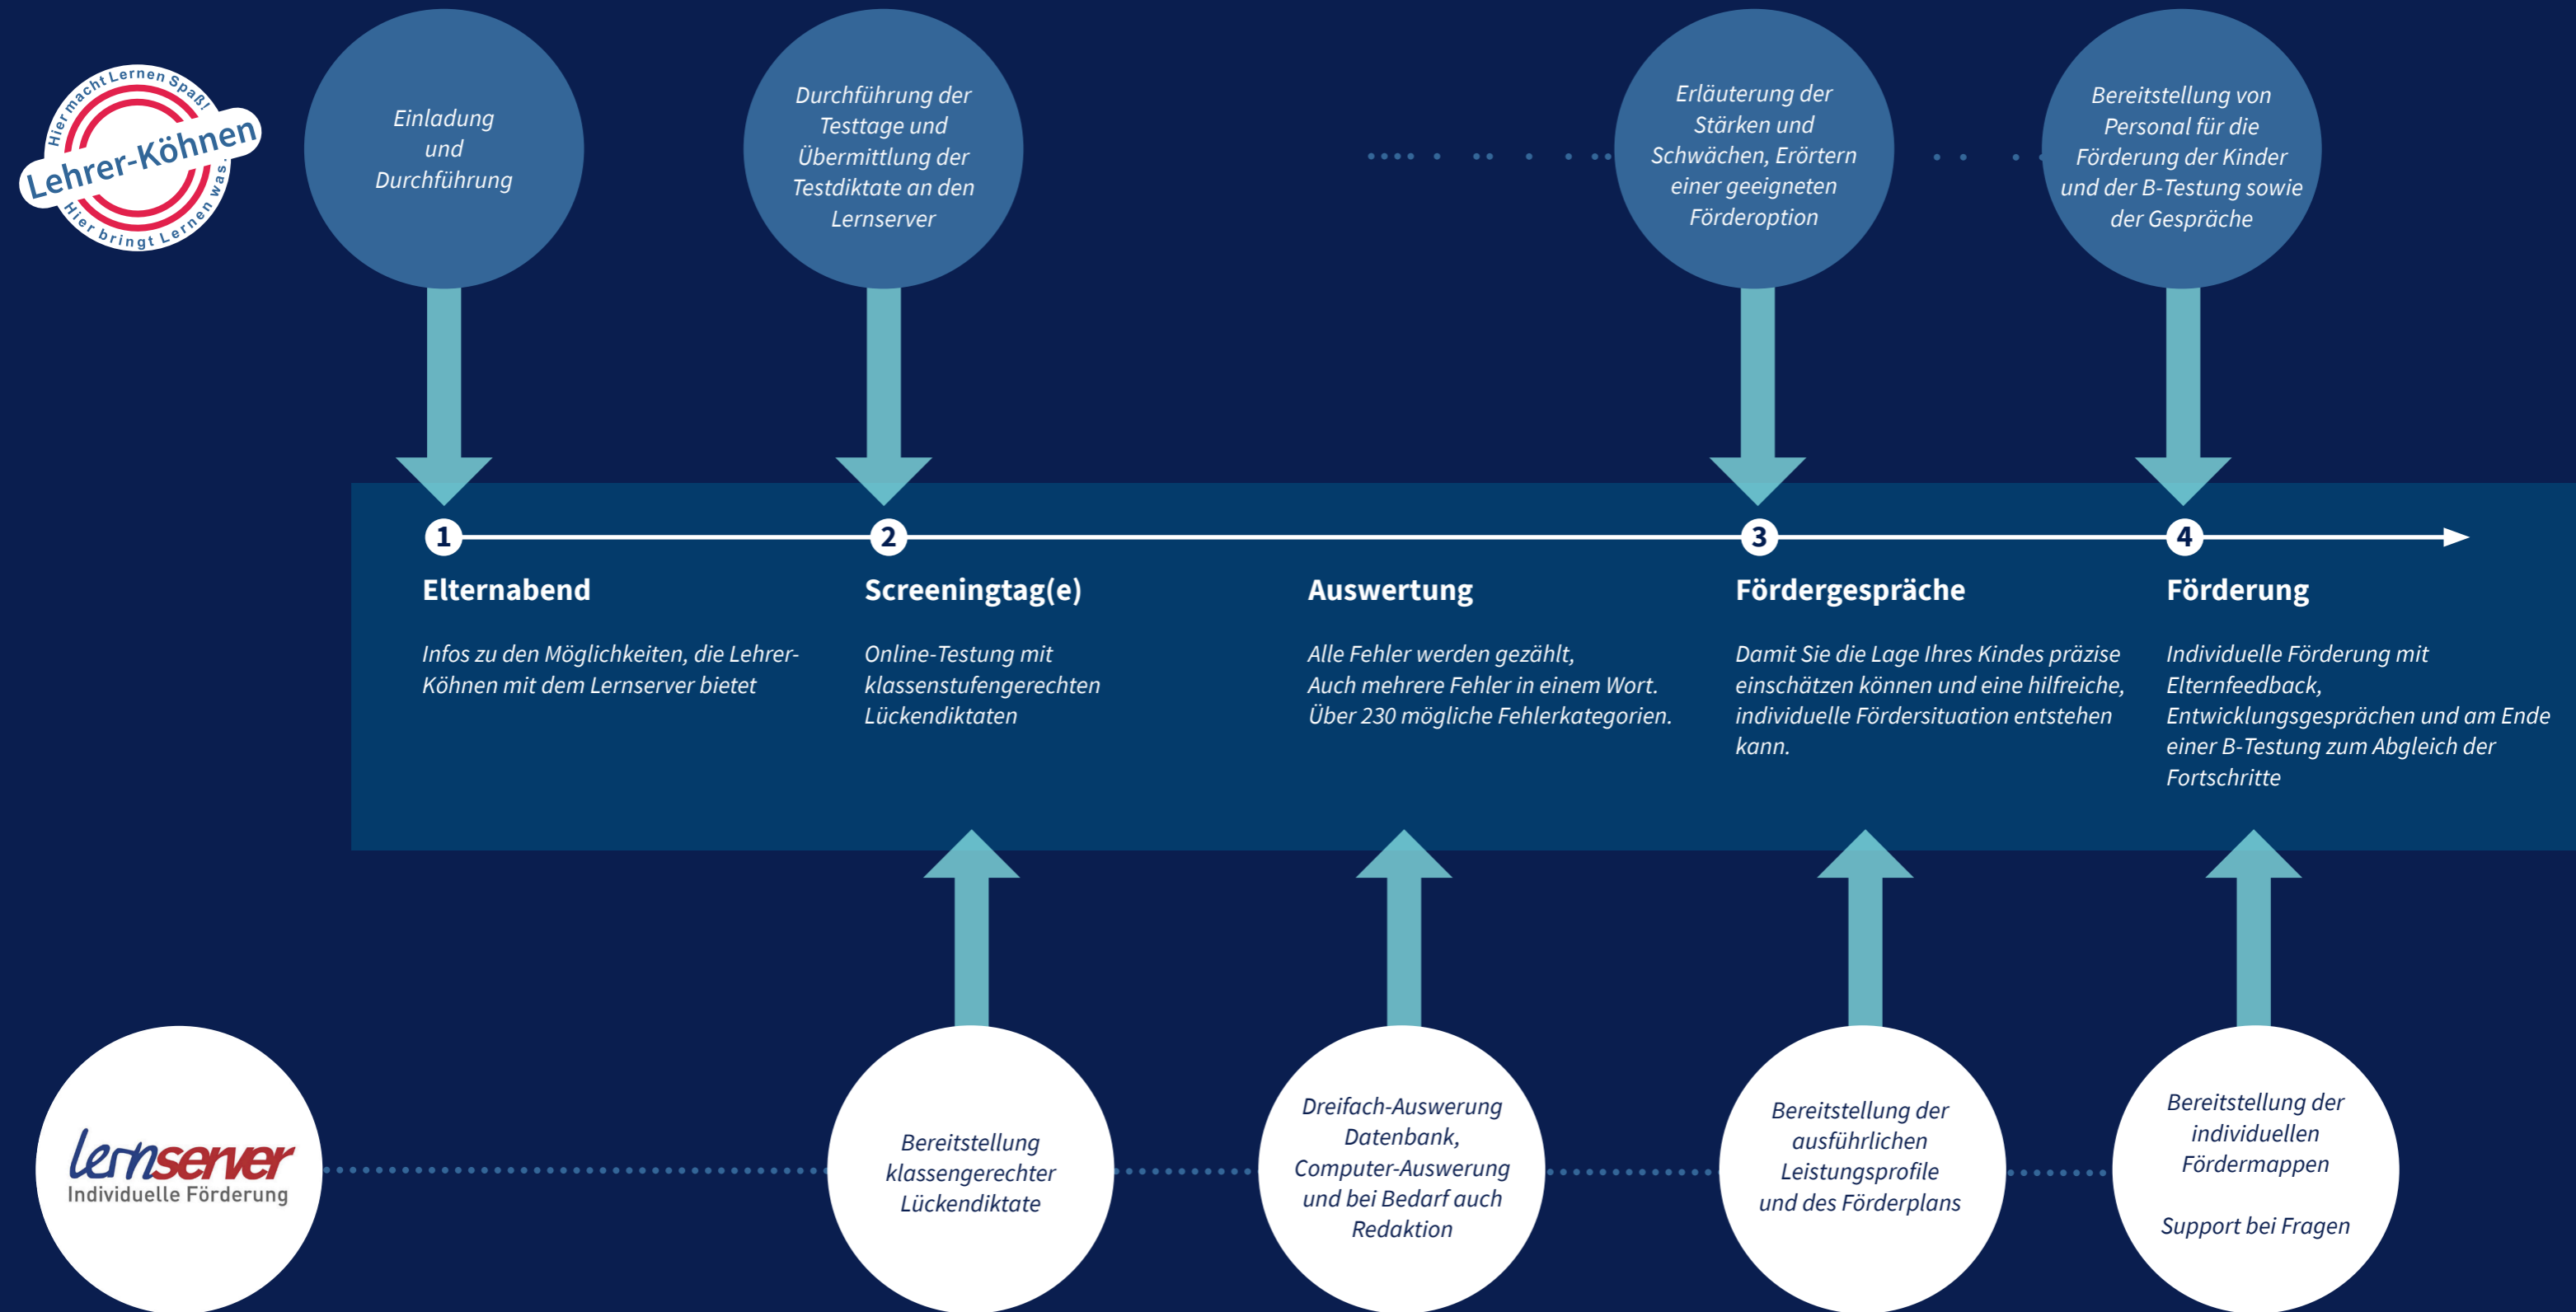 Hier macht Lernen Spaß!
Lehrer-Köhnen
Hier bringt Lernen was.
Einladung
und
Durchführung
Durchführung der
Testtage und
Übermittlung der
Testdiktate an den
Lernserver
Erläuterung der
Stärken und
Schwächen, Erörtern
einer geeigneten
Förderoption
Bereitstellung von
Personal für die
Förderung der Kinder
und der B-Testung sowie
der Gespräche
1
2
3
4
Elternabend
Infos zu den Möglichkeiten, die Lehrer-
Köhnen mit dem Lernserver bietet
Screeningtag(e)
Online-Testung mit
klassenstufengerechten
Lückendiktaten
Auswertung
Alle Fehler werden gezählt,
Auch mehrere Fehler in einem Wort.
Über 230 mögliche Fehlerkategorien.
Fördergespräche
Damit Sie die Lage Ihres Kindes präzise
einschätzen können und eine hilfreiche,
individuelle Fördersituation entstehen
kann.
Förderung
Individuelle Förderung mit
Elternfeedback,
Entwicklungsgesprächen und am Ende
einer B-Testung zum Abgleich der
Fortschritte
lernserver
Individuelle Förderung
Bereitstellung
klassengerechter
Lückendiktate
Dreifach-Auswerung
Datenbank,
Computer-Auswerung
und bei Bedarf auch
Redaktion
Bereitstellung der
ausführlichen
Leistungsprofile
und des Förderplans
Bereitstellung der
individuellen
Fördermappen
Support bei Fragen